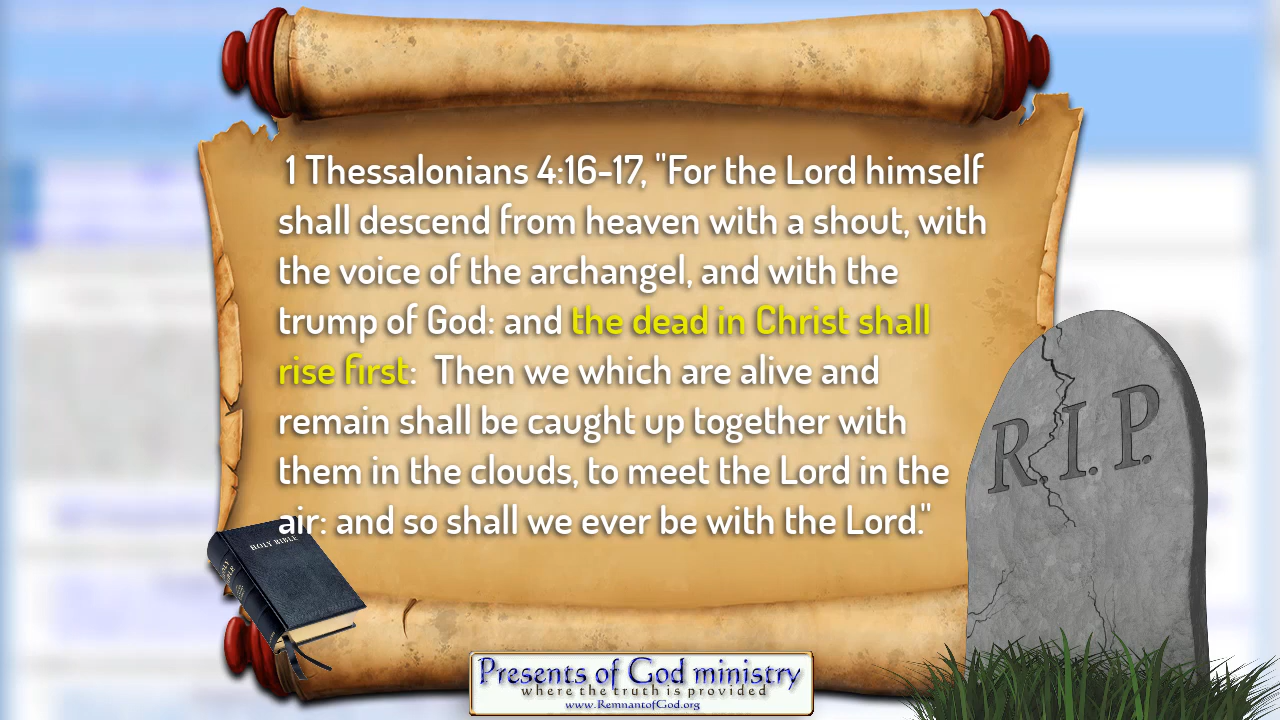 1 Thessalonians 4:16-17, "For the Lord himself
shall descend from heaven with a shout, with
the voice of the archangel, and with the
trump of God: and the dead in Christ shall
rise first:  Then we which are alive and
remain shall be caught up together with
them in the clouds, to meet the Lord in the
air: and so shall we ever be with the Lord."
R.I.P.
HOLY BIBLE
Presents of God ministry
where the truth is provided
www.RemnantofGod.org